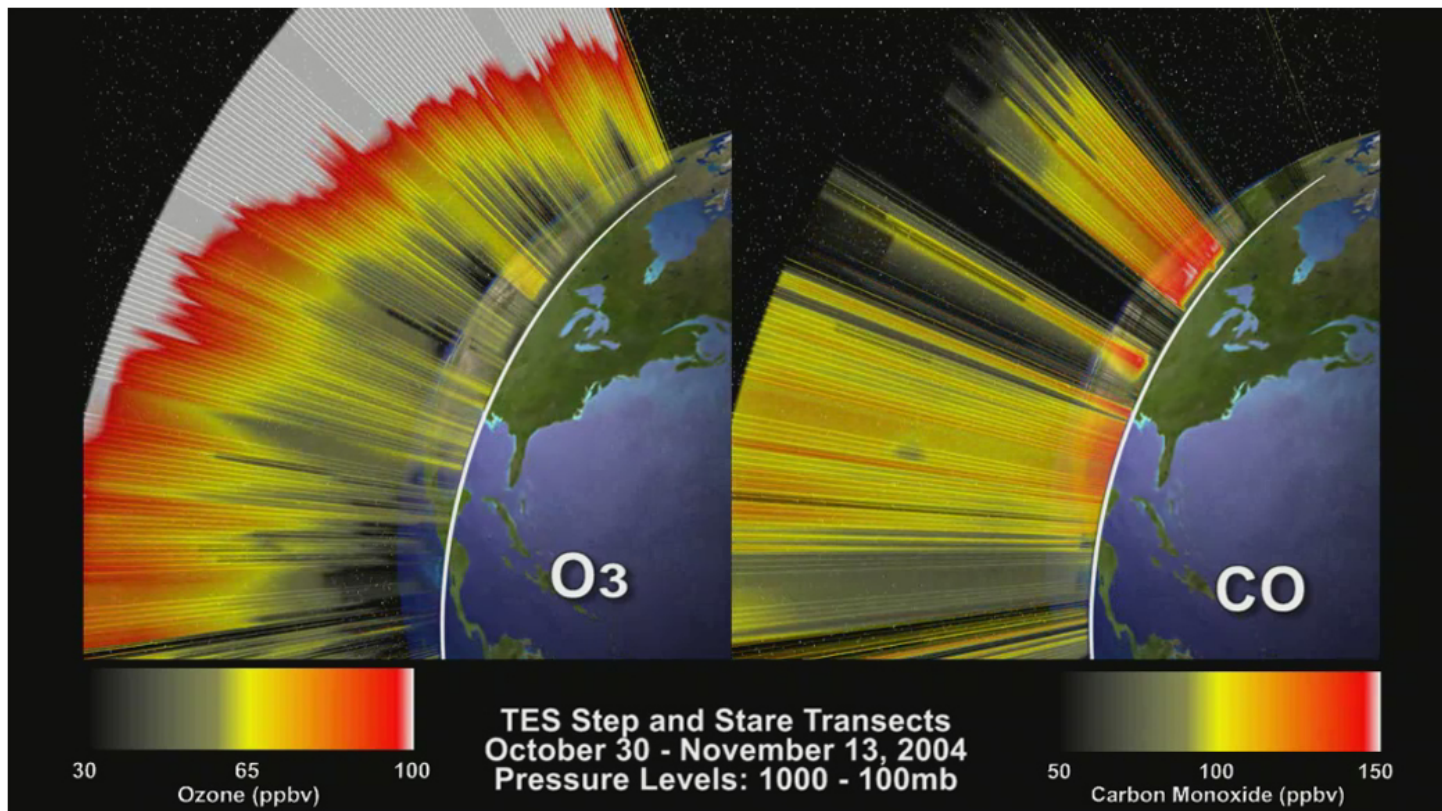 O3
CO
TES Step and Stare Transects
October 30 - November 13, 2004
Pressure Levels: 1000 - 100mb
30 65 100
Ozone (ppbv)
50 100 150
Carbon Monoxide (ppbv)